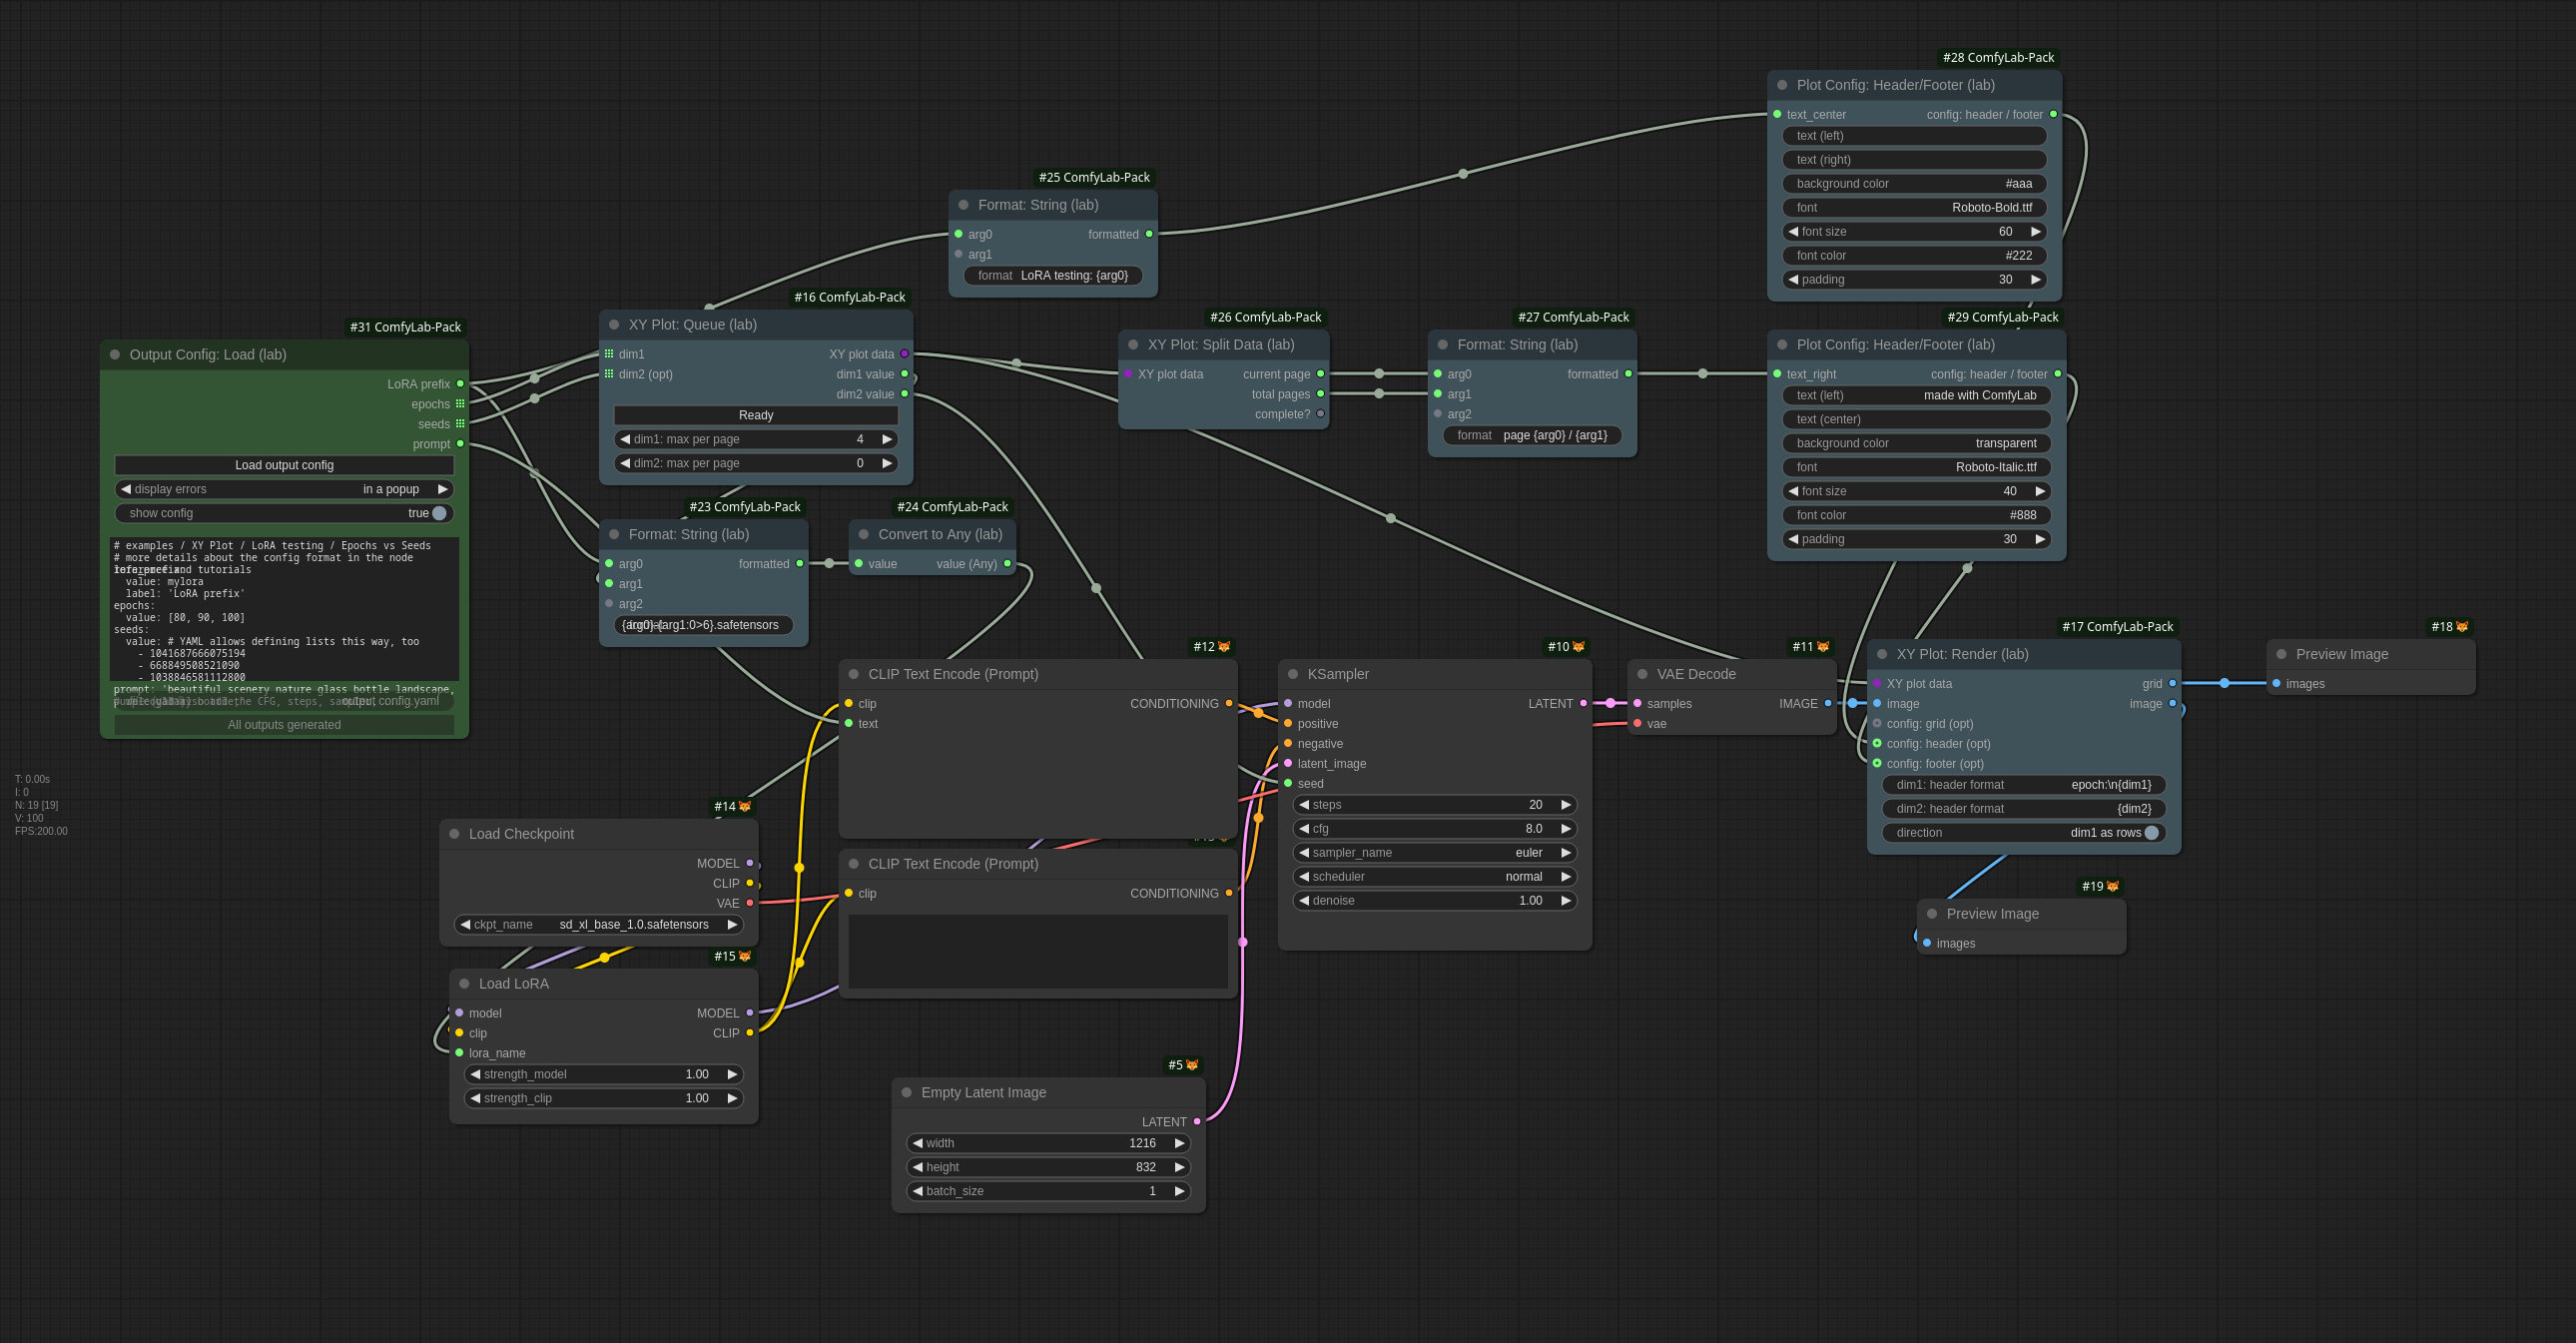 #28 ComfyLab-Pack
Plot Config: Header/Footer (lab)
text_center config: header / footer
text (left)
text (right)
background color #aaa
font Roboto-Bold.ttf
font size 60
font color #222
padding 30
#25 ComfyLab-Pack
Format: String (lab)
arg0 formatted
arg1
format LoRA testing: {arg0}
#31 ComfyLab-Pack
Output Config: Load (lab)
LoRA prefix
epochs
seeds
prompt
Load output config
display errors in a popup
show config true
# examples / XY Plot / LoRA testing / Epochs vs Seeds
# more details about the config format in the node
and tutorials
value: mylora
label: 'LoRA prefix'
epochs:
value: [80, 90, 100]
seeds:
value: # YAML allows defining lists this way, too
- 1041687666075194
- 668849508521090
- 1038846581112800
prompt: 'beautiful scenery nature glass bottle landscape,
output config.yaml
All outputs generated
#16 ComfyLab-Pack
XY Plot: Queue (lab)
dim1 XY plot data
dim2 (opt) dim1 value
dim2 value
Ready
dim1: max per page 4
dim2: max per page 0
#26 ComfyLab-Pack
XY Plot: Split Data (lab)
XY plot data current page
total pages
complete?
#27 ComfyLab-Pack
Format: String (lab)
arg0 formatted
arg1
arg2
format page {arg0} / {arg1}
#29 ComfyLab-Pack
Plot Config: Header/Footer (lab)
text_right config: header / footer
text (left) made with ComfyLab
text (center)
background color transparent
font Roboto-Italic.ttf
font size 40
font color #888
padding 30
#23 ComfyLab-Pack
Format: String (lab)
arg0 formatted
arg1
arg2
{arg1:0>6}.safetensors
#24 ComfyLab-Pack
Convert to Any (lab)
value value (Any)
#12
CLIP Text Encode (Prompt)
clip CONDITIONING
text
#10
KSampler
model LATENT
positive
negative
latent_image
seed
steps 20
cfg 8.0
sampler_name euler
scheduler normal
denoise 1.00
#11
VAE Decode
samples IMAGE
vae
#17 ComfyLab-Pack
XY Plot: Render (lab)
XY plot data grid
image image
config: grid (opt)
config: header (opt)
config: footer (opt)
dim1: header format epoch:\n{dim1}
dim2: header format {dim2}
direction dim1 as rows
#18
Preview Image
images
#19
Preview Image
images
T: 0.00s
I: 0
N: 19 [19]
V: 100
FPS:200.00
#14
Load Checkpoint
MODEL
CLIP
VAE
ckpt_name sd_xl_base_1.0.safetensors
CLIP Text Encode (Prompt)
clip CONDITIONING
#15
Load LoRA
model MODEL
clip CLIP
lora_name
strength_model 1.00
strength_clip 1.00
#5
Empty Latent Image
LATENT
width 1216
height 832
batch_size 1